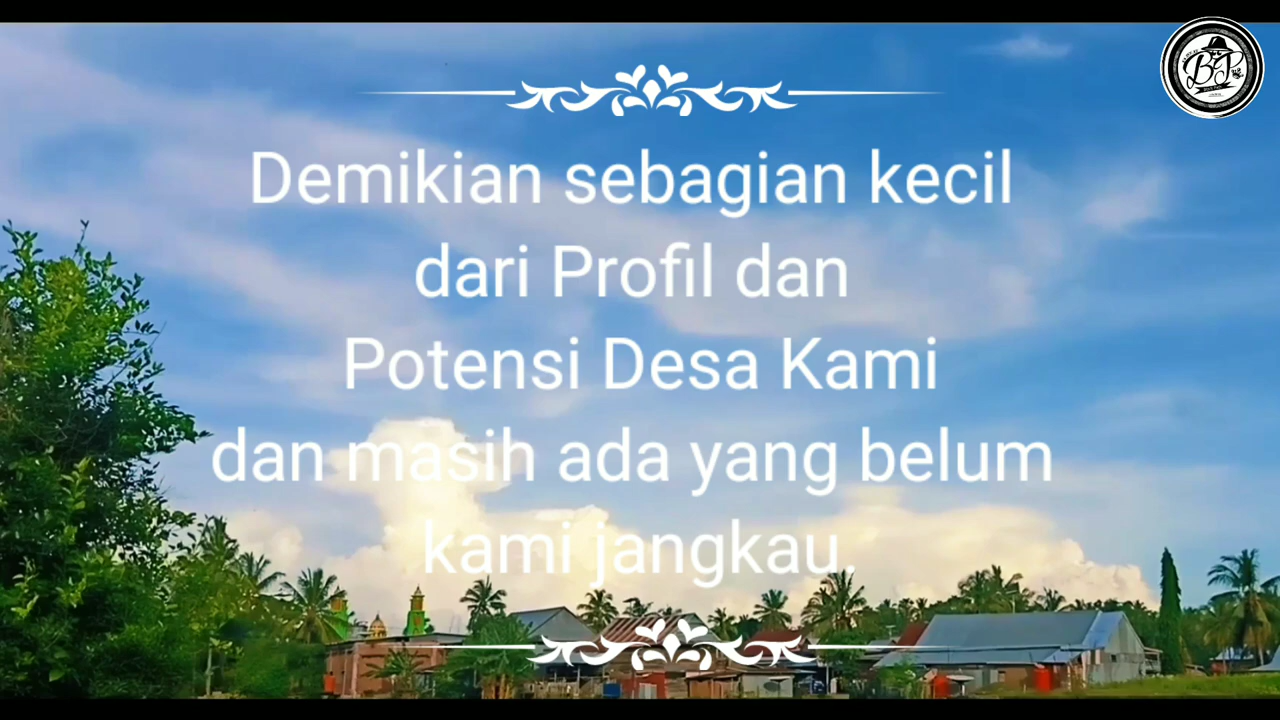 Demikian sebagian kecil
dari Profil dan
Potensi Desa Kami
dan masih ada yang belum
kami jangkau.